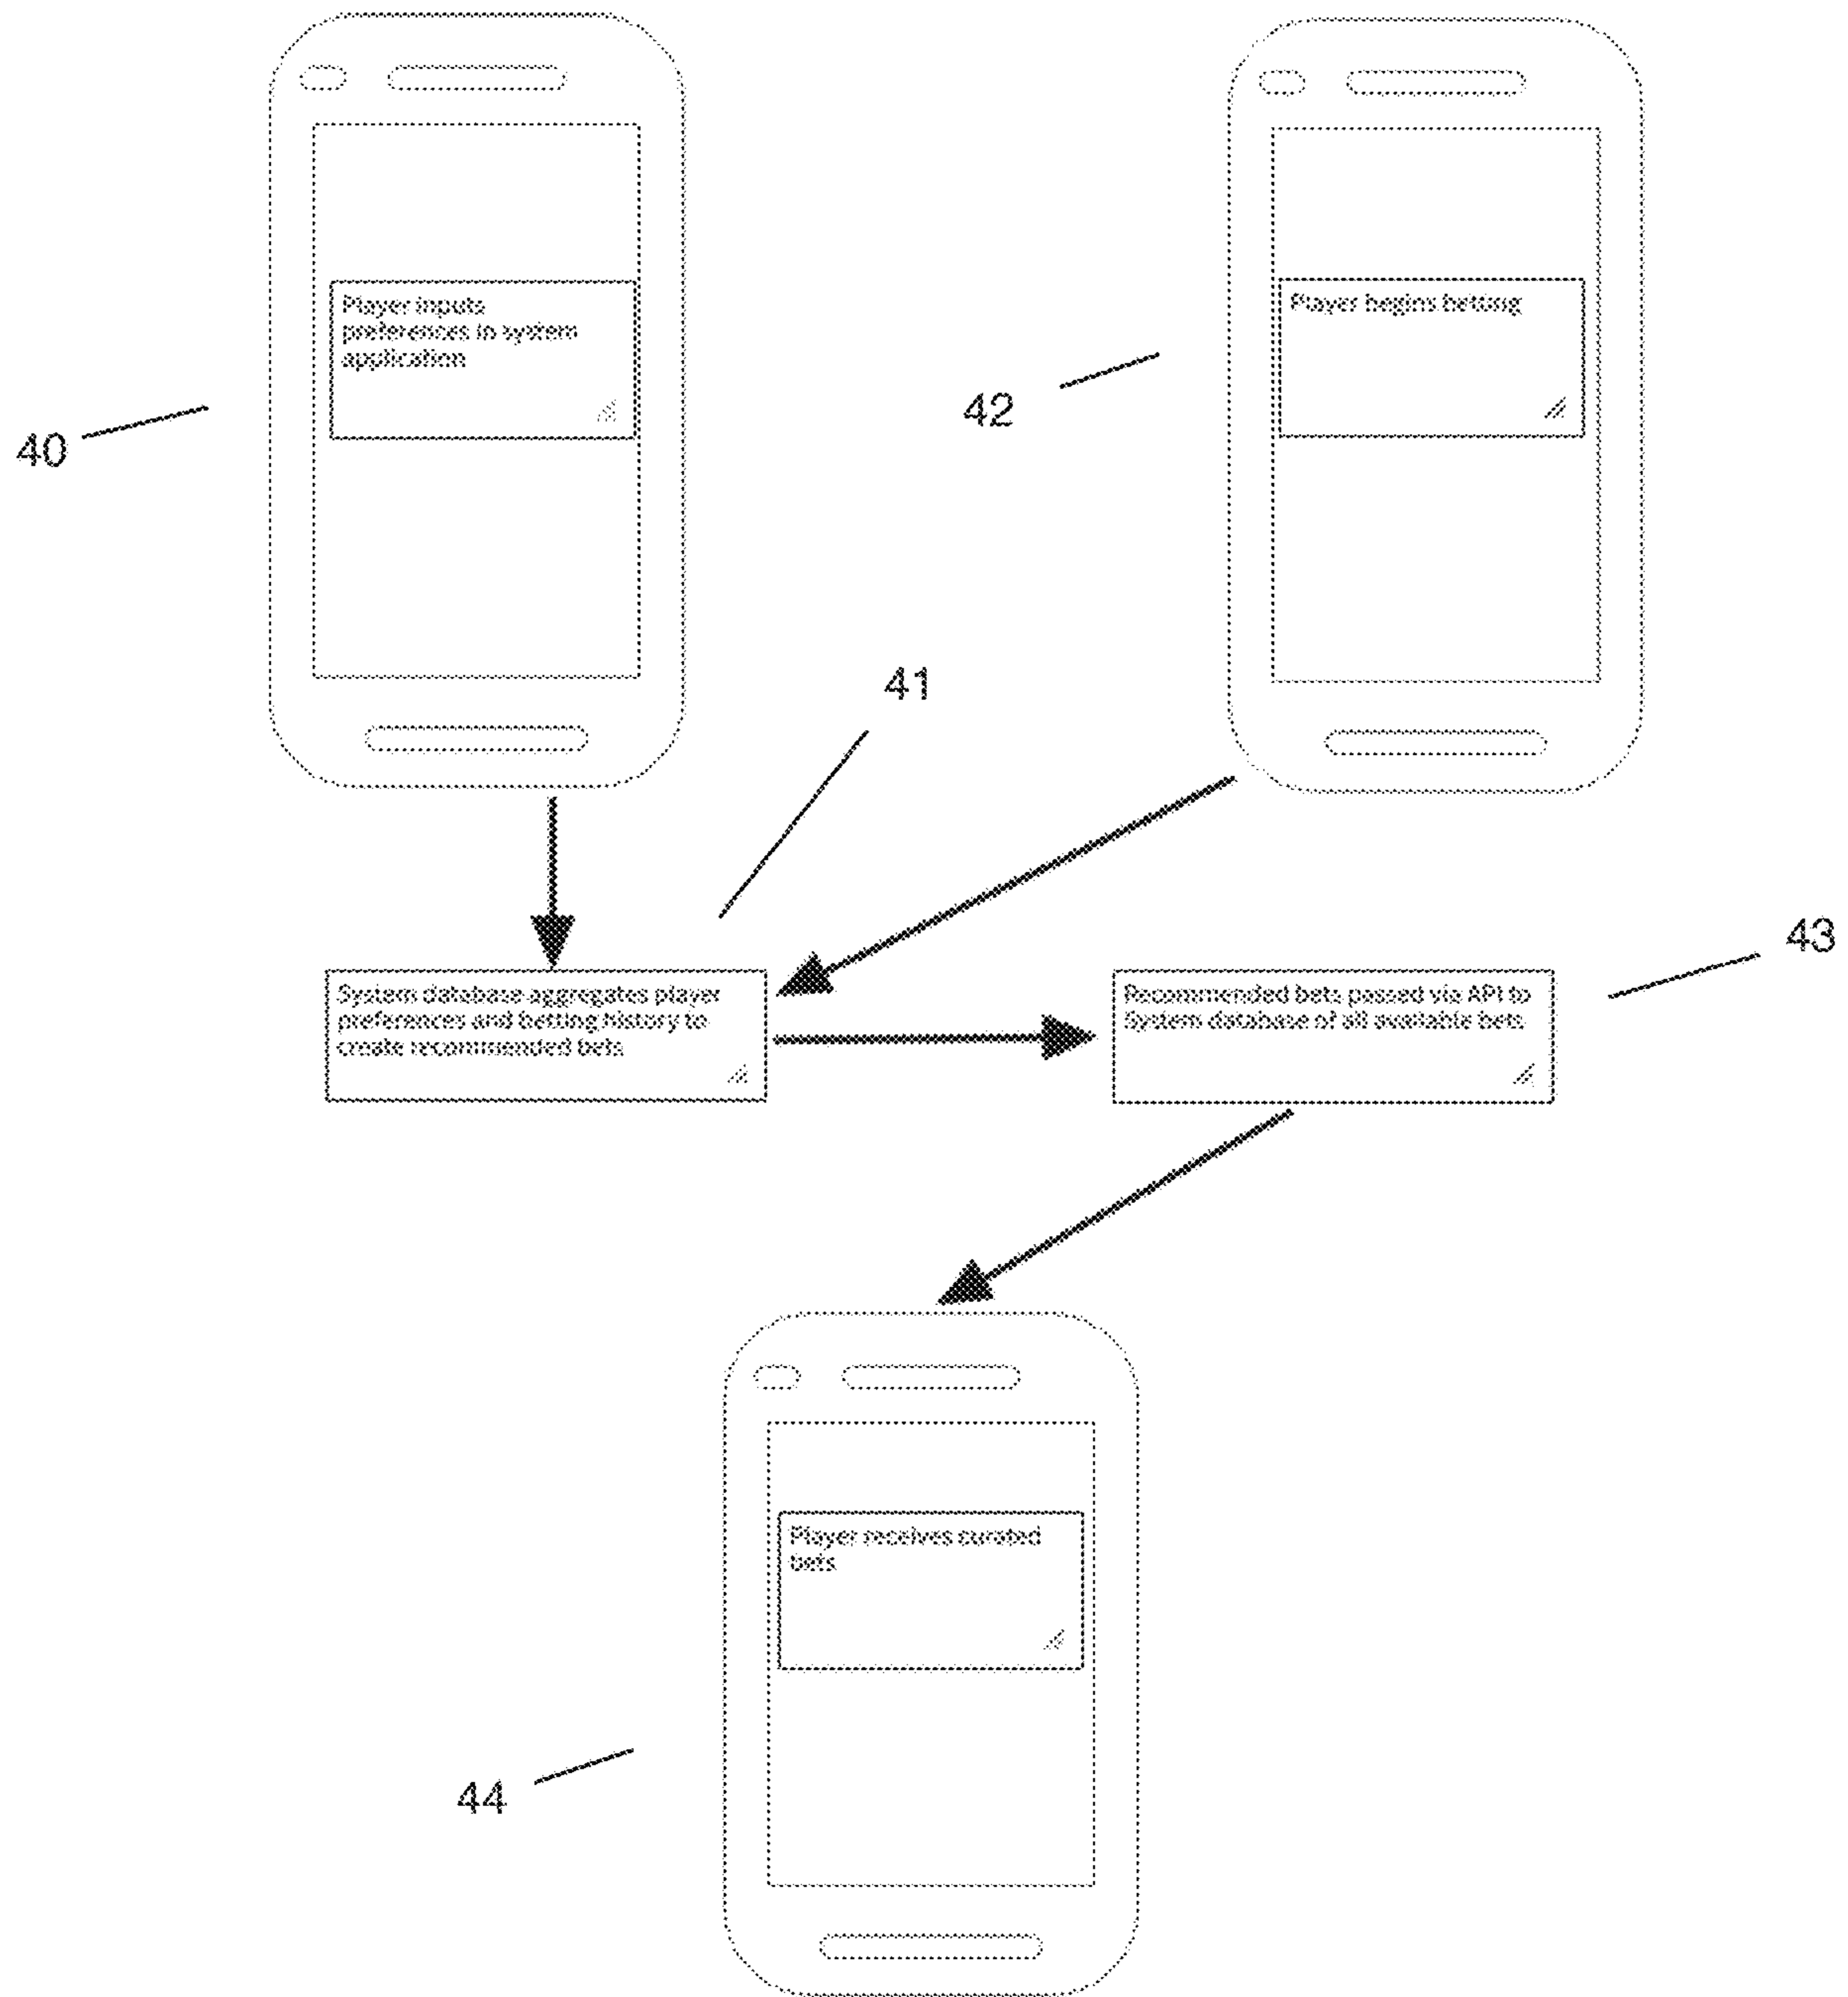 Player inputs
preferences in system
application
40
Player begins betting
42
41
System database aggregates player
preferences and betting history to
create recommended bets
43
Recommended bets passed via API to
System database of all available bets
Player receives curated
bets
44